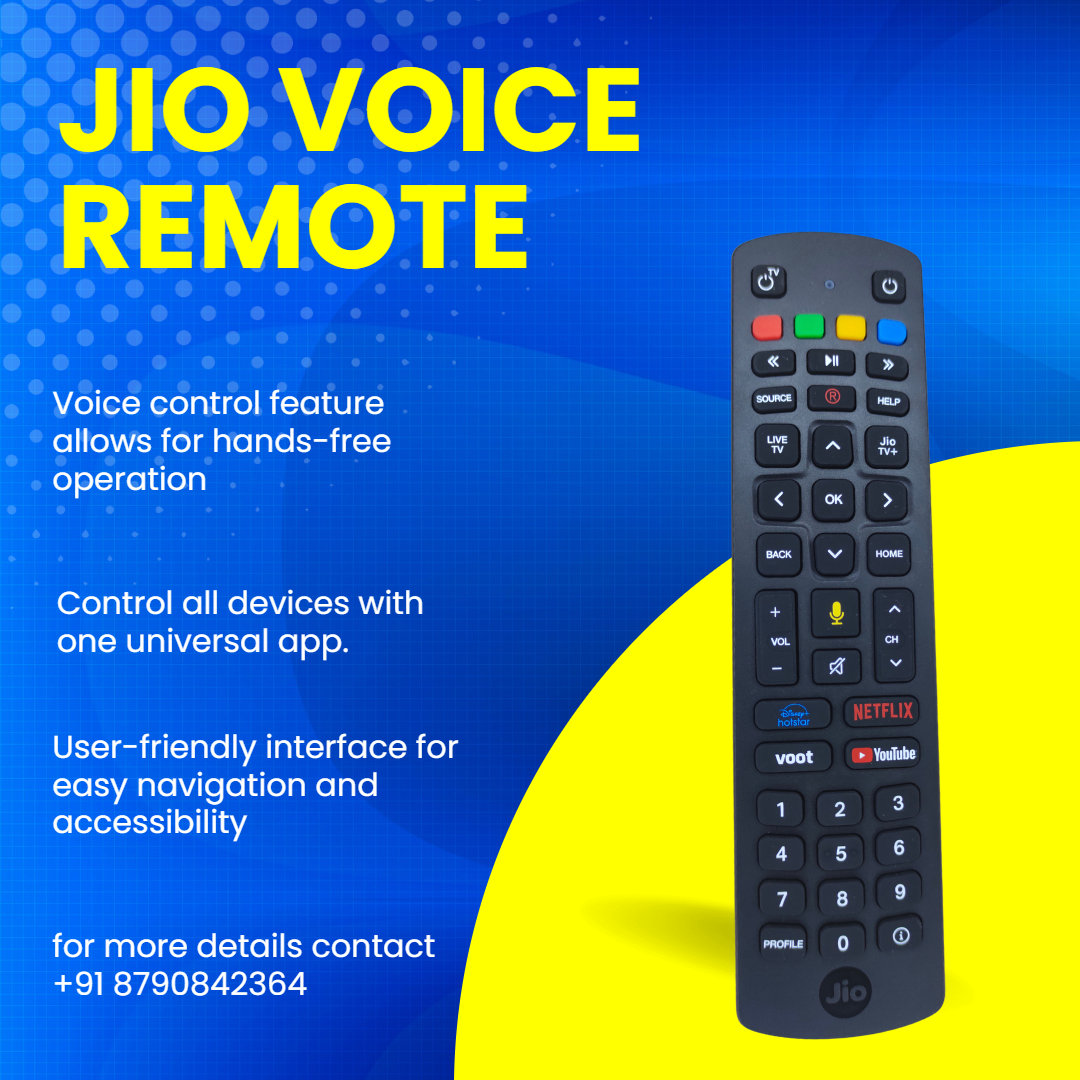 JIO VOICE
REMOTE
Voice control feature
allows for hands-free
operation
Control all devices with
one universal app.
User-friendly interface for
easy navigation and
accessibility
for more details contact
+91 8790842364
TV
SOURCE
R
HELP
LIVE
TV
Jio
TV+
OK
BACK
HOME
+
VOL
−
CH
Disney+
hotstar
NETFLIX
voot
YouTube
1 2 3
4 5 6
7 8 9
PROFILE 0 i
Jio